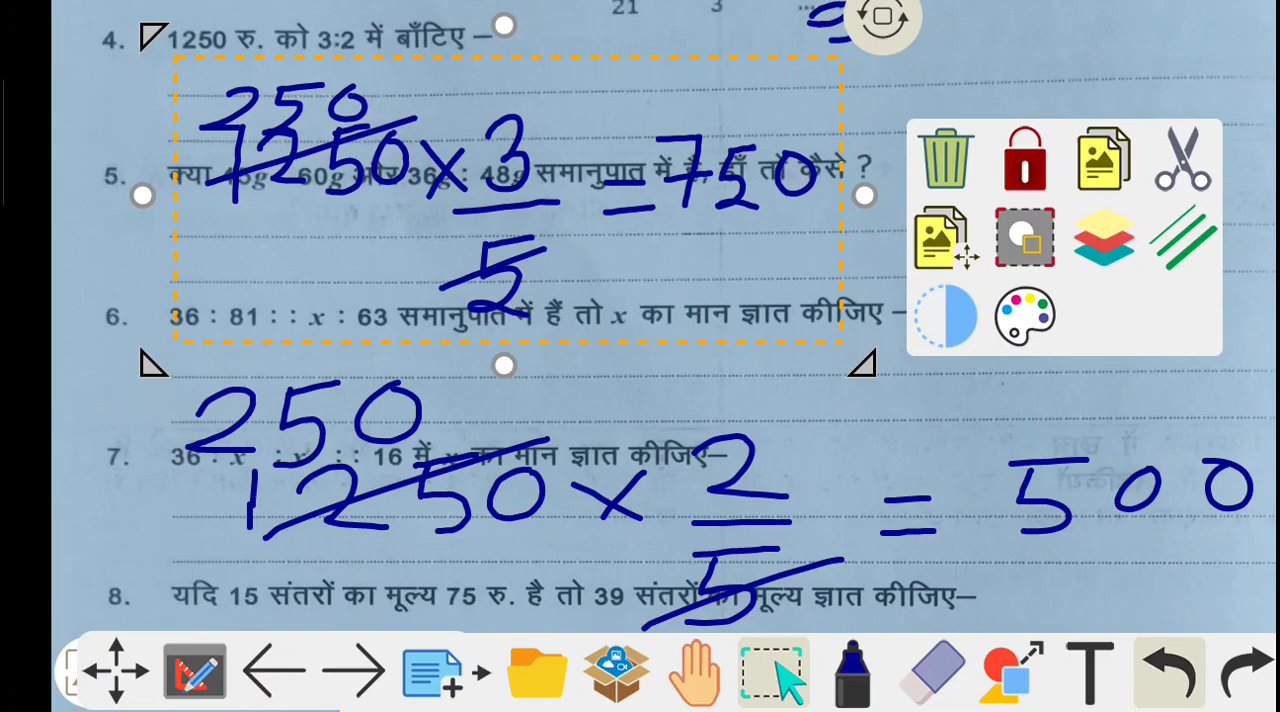 21 3 ...
4. 1250 रु. को 3:2 में बाँटिए –
250
1250 × 3 = 750
5
5. क्या 45g 60g और 36g : 48g समानुपात में हैं, हाँ तो कैसे ?
6. 36 : 81 : : x : 63 समानुपात में हैं तो x का मान ज्ञात कीजिए –
250
7. 36 : x : : 16 में x का मान ज्ञात कीजिए–
1250 × 2 = 500
5
8. यदि 15 संतरों का मूल्य 75 रु. है तो 39 संतरों का मूल्य ज्ञात कीजिए–
T